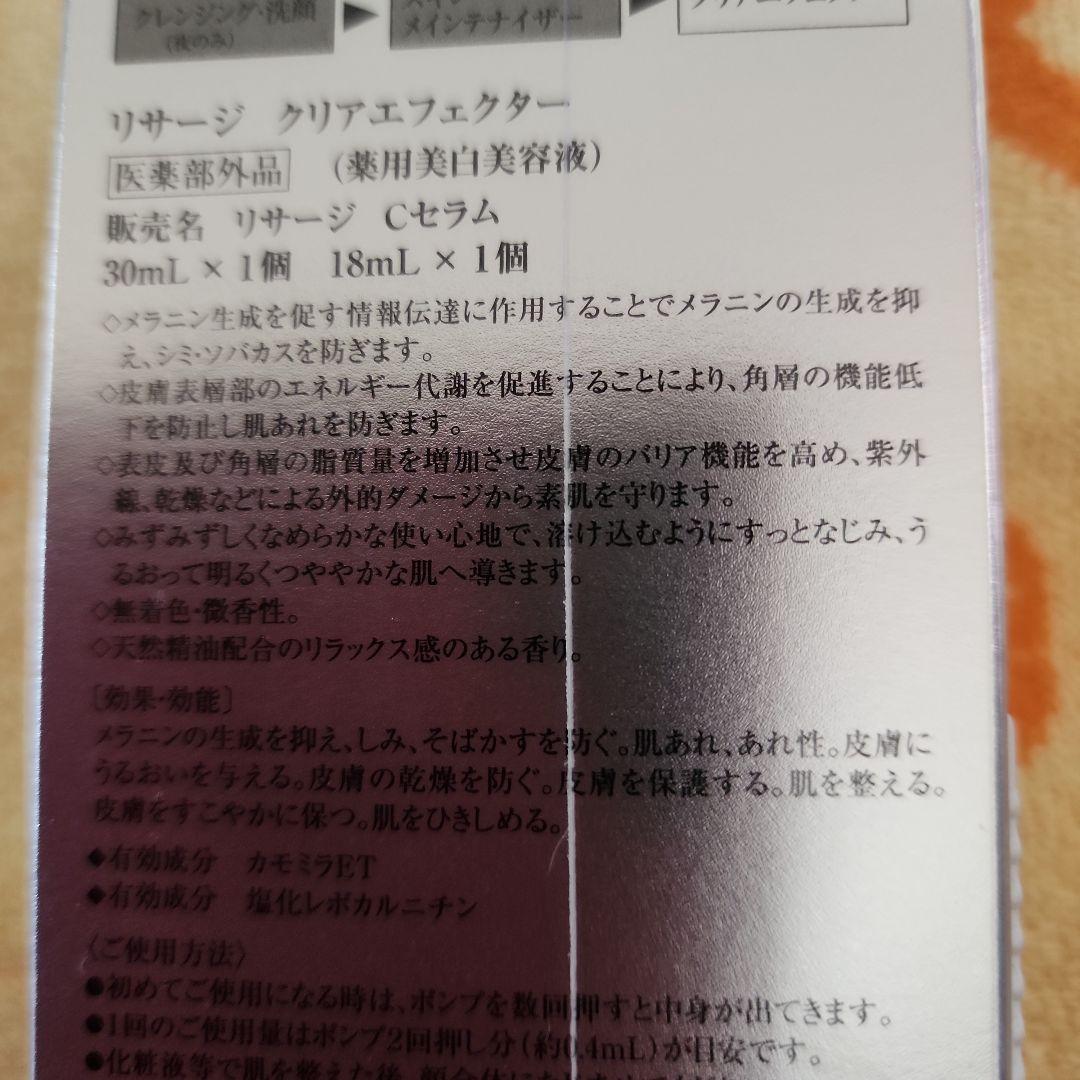 クレンジング・洗顔
(夜のみ)
メインテナイザー
リサージ クリアエフェクター
医薬部外品 (薬用美白美容液)
販売名 リサージ Cセラム
30mL × 1個 18mL × 1個
◇メラニン生成を促す情報伝達に作用することでメラニンの生成を抑
え、シミ・ソバカスを防ぎます。
◇皮膚表層部のエネルギー代謝を促進することにより、角層の機能低
下を防止し肌あれを防ぎます。
◇表皮及び角層の脂質量を増加させ皮膚のバリア機能を高め、紫外
線、乾燥などによる外的ダメージから素肌を守ります。
◇みずみずしくなめらかな使い心地で、溶け込むようにすっとなじみ、う
るおって明るくつややかな肌へ導きます。
◇無着色・微香性。
◇天然精油配合のリラックス感のある香り。
[効果・効能]
メラニンの生成を抑え、しみ、そばかすを防ぐ。肌あれ、あれ性。皮膚に
うるおいを与える。皮膚の乾燥を防ぐ。皮膚を保護する。肌を整える。
皮膚をすこやかに保つ。肌をひきしめる。
◆有効成分 カモミラET
◆有効成分 塩化レボカルニチン
〈ご使用方法〉
●初めてご使用になる時は、ポンプを数回押すと中身が出てきます。
●1回のご使用量はポンプ2回押し分(約0.4mL)が目安です。
●化粧液等で肌を整えた後、